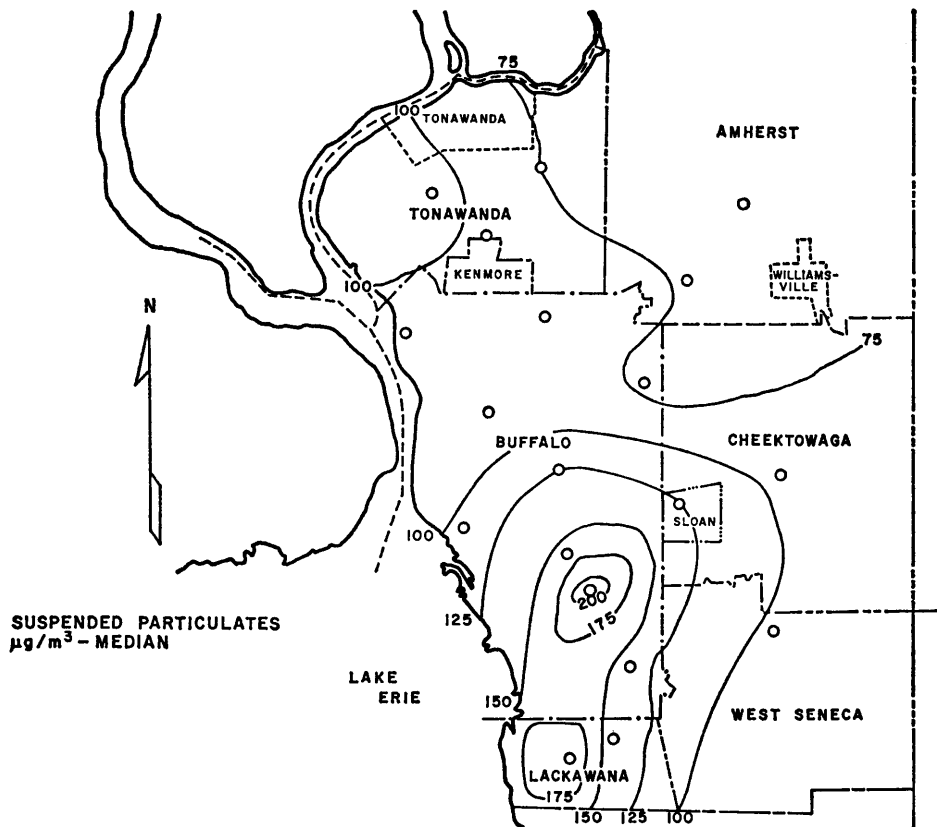 75
100
TONAWANDA
AMHERST
TONAWANDA
KENMORE
WILLIAMS-
VILLE
100
N
75
BUFFALO
CHEEKTOWAGA
SLOAN
100
200
175
125
SUSPENDED PARTICULATES
µg/m³ – MEDIAN
LAKE
ERIE
150
WEST SENECA
LACKAWANA
175
150
125
100